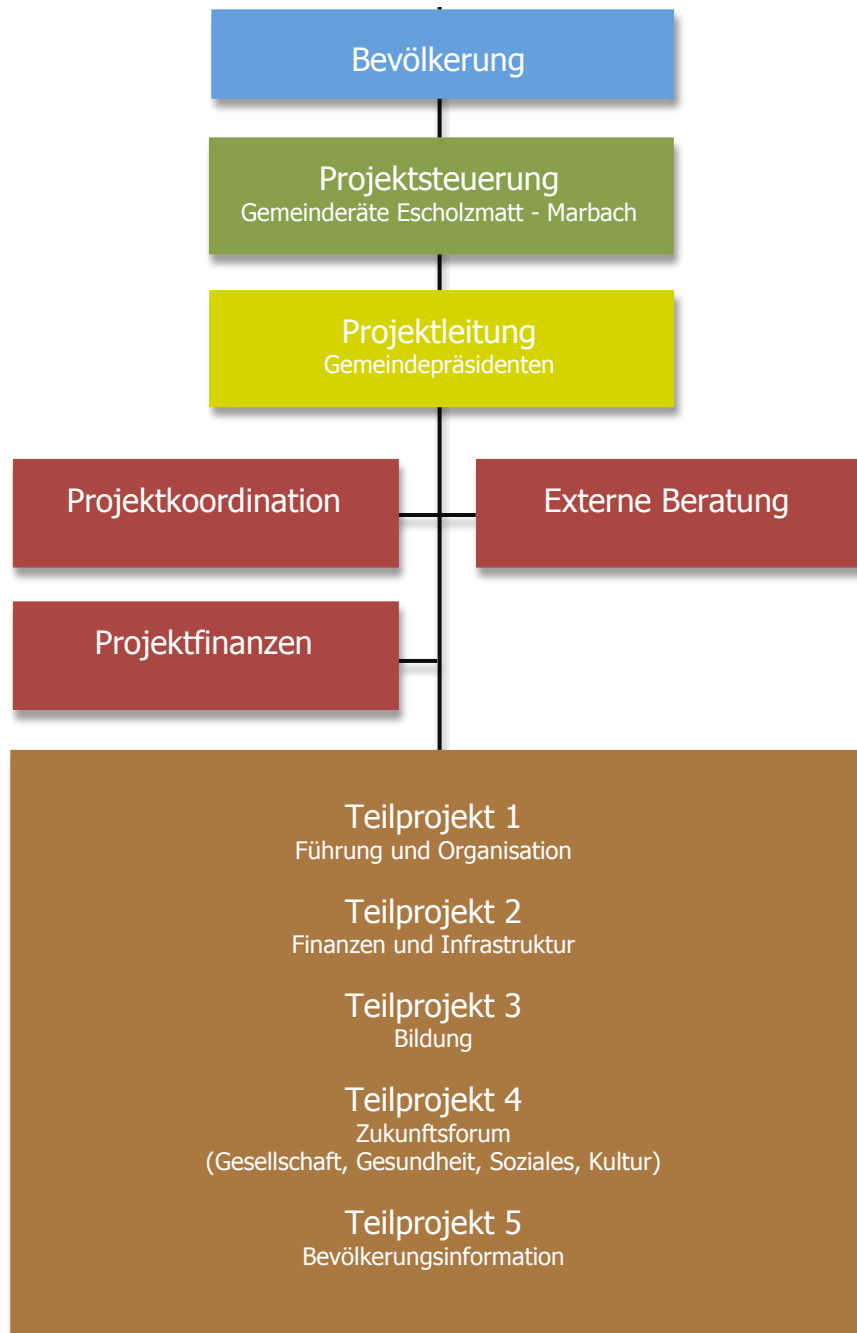 Bevölkerung
Projektsteuerung
Gemeinderäte Escholzmatt - Marbach
Projektleitung
Gemeindepräsidenten
Projektkoordination
Externe Beratung
Projektfinanzen
Teilprojekt 1
Führung und Organisation
Teilprojekt 2
Finanzen und Infrastruktur
Teilprojekt 3
Bildung
Teilprojekt 4
Zukunftsforum
(Gesellschaft, Gesundheit, Soziales, Kultur)
Teilprojekt 5
Bevölkerungsinformation